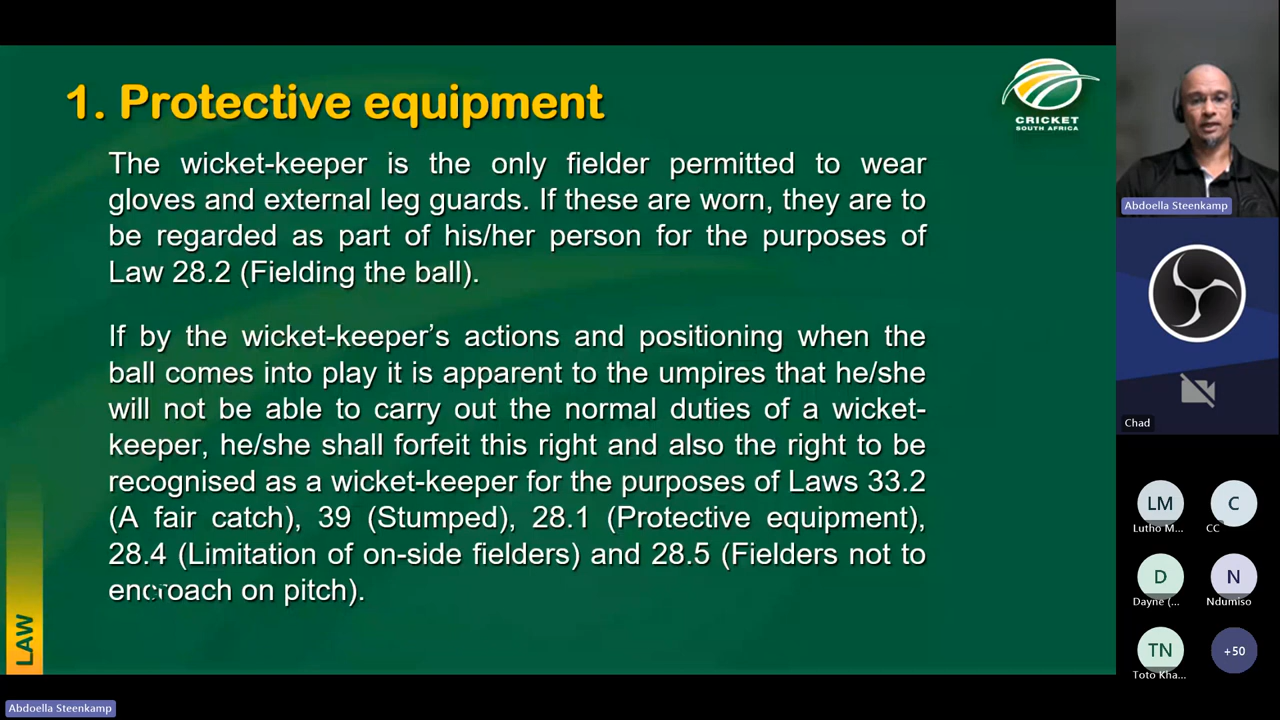 1. Protective equipment
CRICKET
SOUTH AFRICA
The wicket-keeper is the only fielder permitted to wear
gloves and external leg guards. If these are worn, they are to
be regarded as part of his/her person for the purposes of
Law 28.2 (Fielding the ball).
If by the wicket-keeper’s actions and positioning when the
ball comes into play it is apparent to the umpires that he/she
will not be able to carry out the normal duties of a wicket-
keeper, he/she shall forfeit this right and also the right to be
recognised as a wicket-keeper for the purposes of Laws 33.2
(A fair catch), 39 (Stumped), 28.1 (Protective equipment),
28.4 (Limitation of on-side fielders) and 28.5 (Fielders not to
encroach on pitch).
LAW
Abdoella Steenkamp
Abdoella Steenkamp
Chad
LM
Lutho M...
C
CC
D
Dayne (...
N
Ndumiso
TN
Toto Kha...
+50